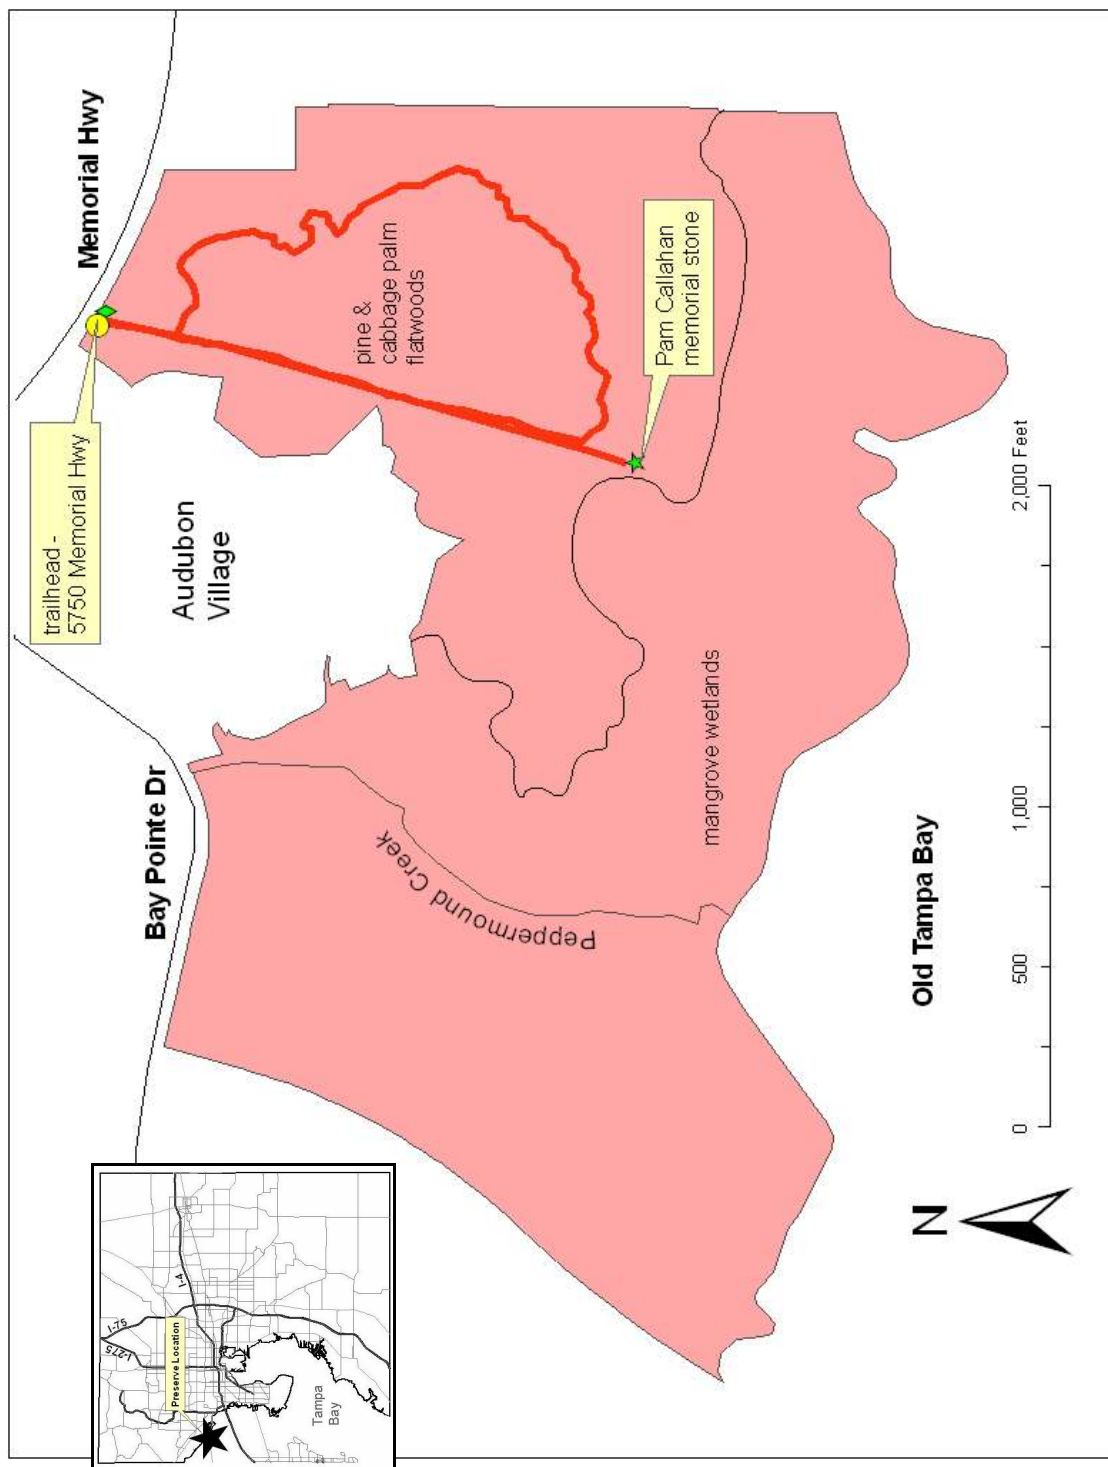 Memorial Hwy
trailhead -
5750 Memorial Hwy
Audubon
Village
pine &
cabbage palm
flatwoods
Pam Callahan
memorial stone
Bay Pointe Dr
Peppermound Creek
mangrove wetlands
Old Tampa Bay
0 500 1,000 2,000 Feet
N
I-75
I-275
I-4
Preserve Location
Tampa
Bay